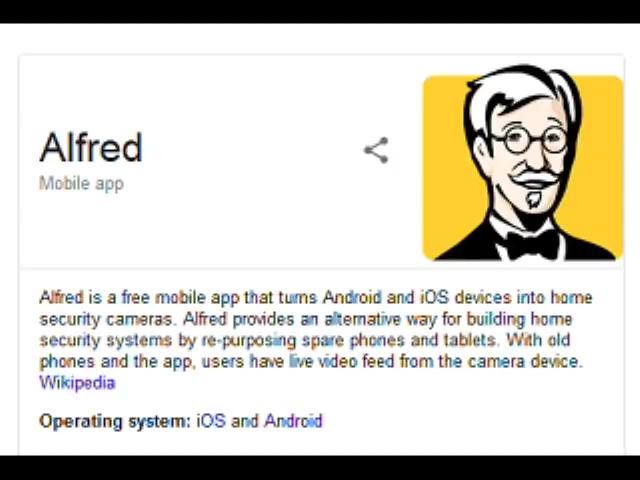 Alfred
Mobile app
Alfred is a free mobile app that turns Android and iOS devices into home
security cameras. Alfred provides an alternative way for building home
security systems by re-purposing spare phones and tablets. With old
phones and the app, users have live video feed from the camera device.
Wikipedia
Operating system: iOS and Android